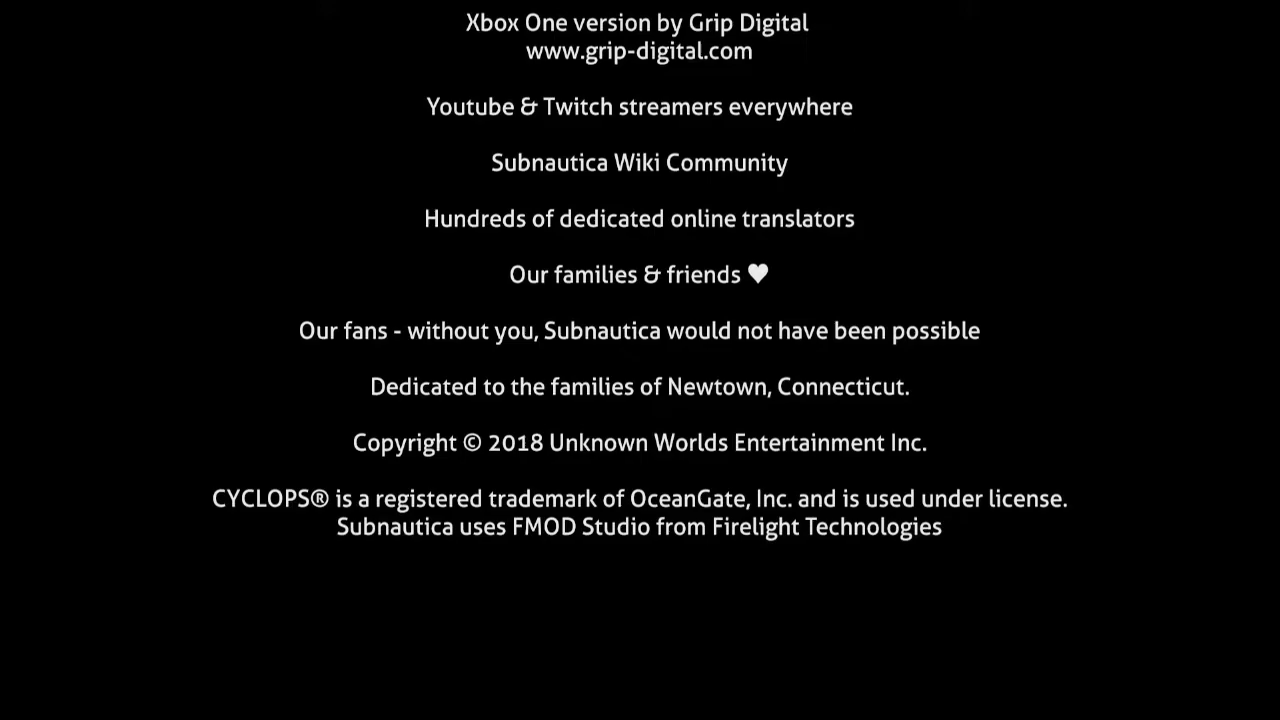 Xbox One version by Grip Digital
www.grip-digital.com
Youtube & Twitch streamers everywhere
Subnautica Wiki Community
Hundreds of dedicated online translators
Our families & friends ♥
Our fans - without you, Subnautica would not have been possible
Dedicated to the families of Newtown, Connecticut.
Copyright © 2018 Unknown Worlds Entertainment Inc.
CYCLOPS® is a registered trademark of OceanGate, Inc. and is used under license.
Subnautica uses FMOD Studio from Firelight Technologies